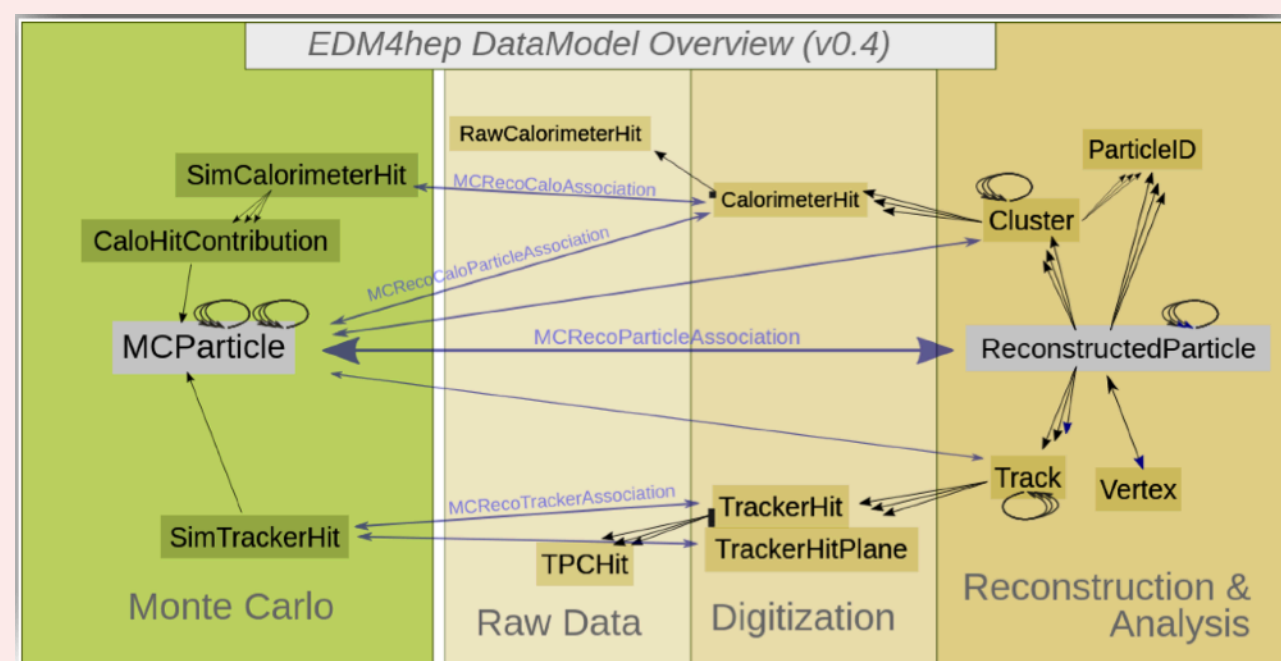 EDM4hep DataModel Overview (v0.4)
RawCalorimeterHit
ParticleID
SimCalorimeterHit
MCRecoCaloAssociation
CalorimeterHit
Cluster
CaloHitContribution
MCRecoCaloParticleAssociation
MCParticle
MCRecoParticleAssociation
ReconstructedParticle
Track
Vertex
MCRecoTrackerAssociation
TrackerHit
SimTrackerHit
TrackerHitPlane
TPCHit
Monte Carlo
Raw Data
Digitization
Reconstruction &
Analysis